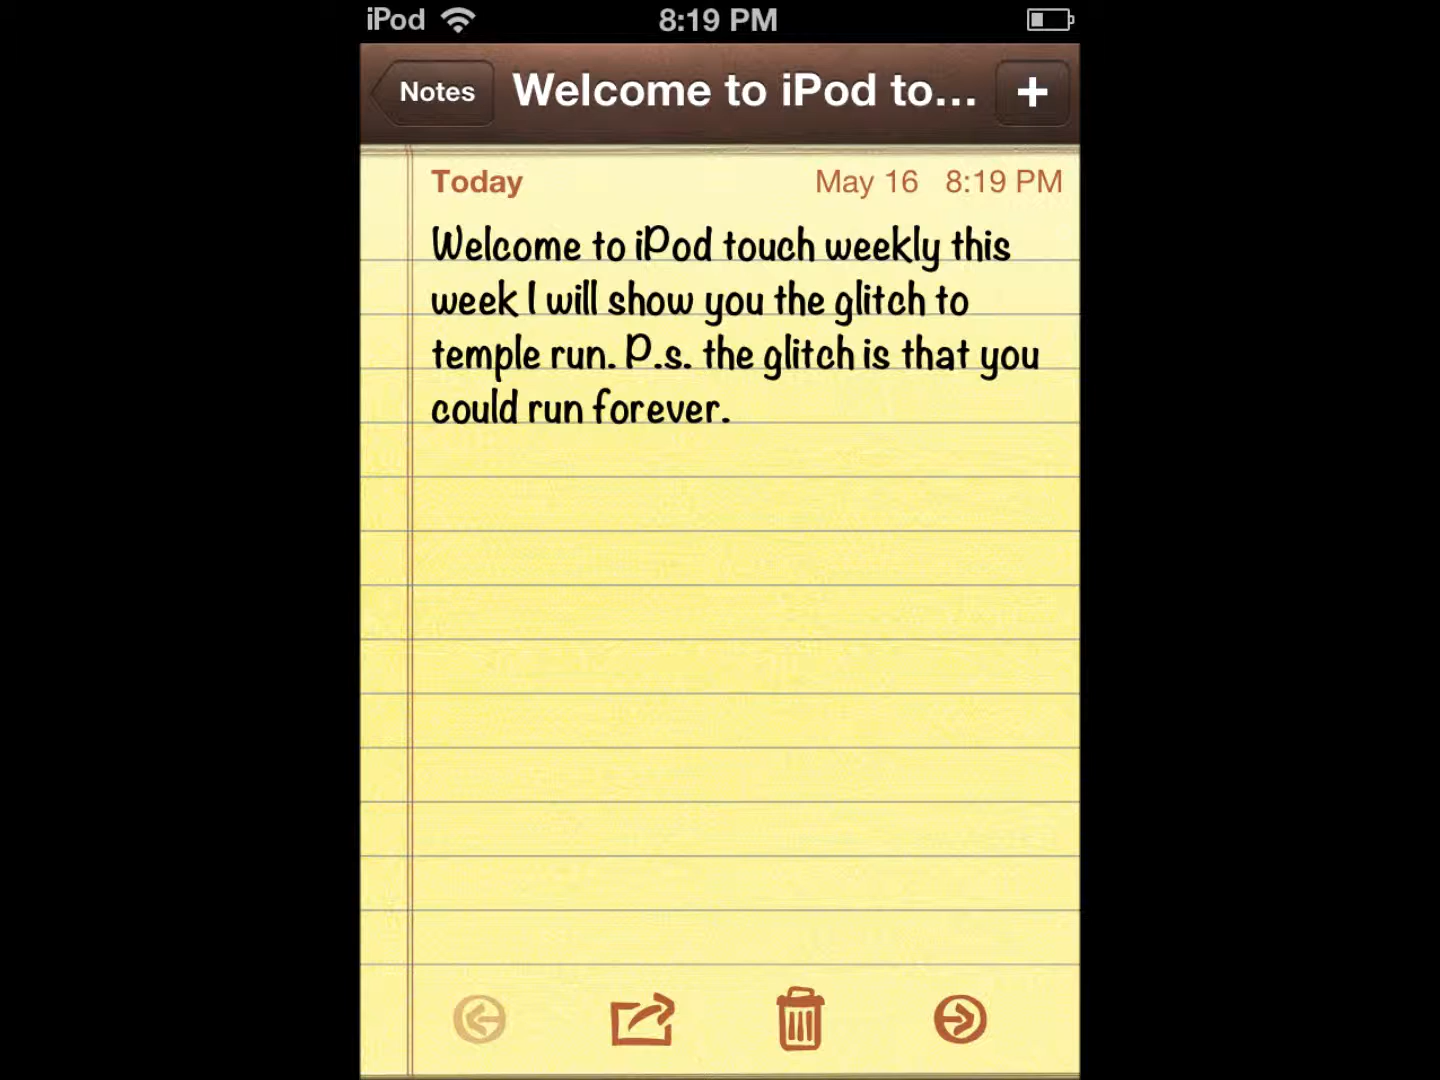 iPod 8:19 PM
Notes Welcome to iPod to... +
Today May 16 8:19 PM
Welcome to iPod touch weekly this
week I will show you the glitch to
temple run. P.s. the glitch is that you
could run forever.